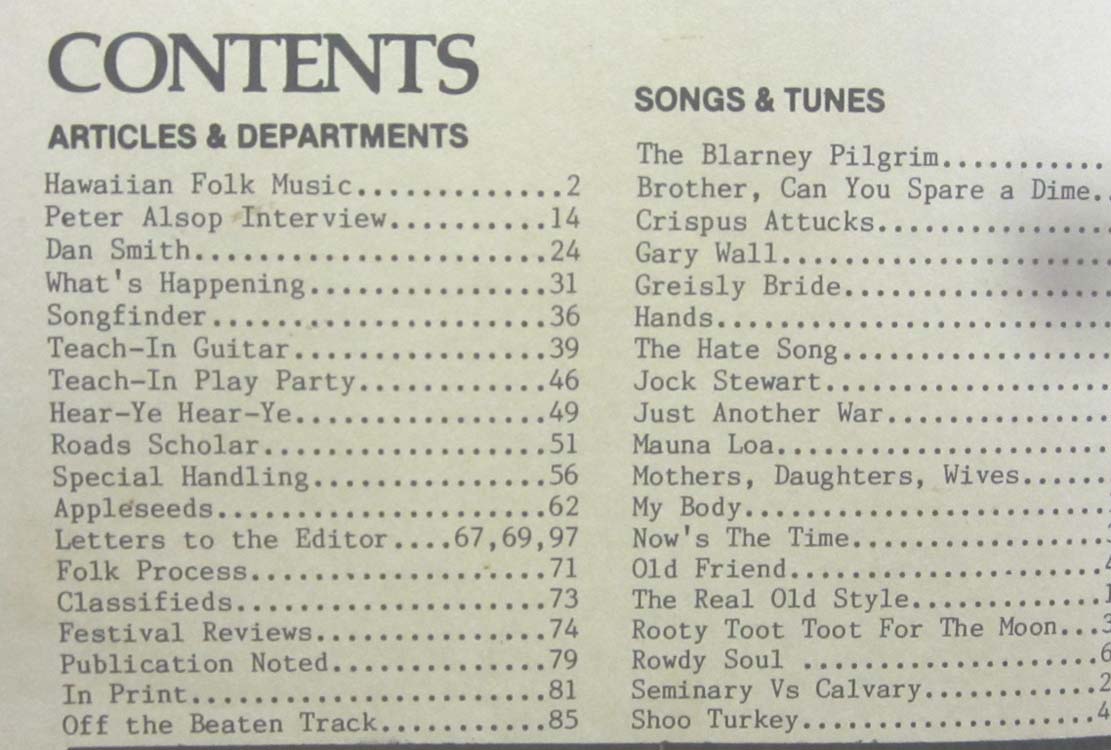 CONTENTS
ARTICLES & DEPARTMENTS
Hawaiian Folk Music.............2
Peter Alsop Interview..........14
Dan Smith......................24
What's Happening...............31
Songfinder.....................36
Teach-In Guitar................39
Teach-In Play Party............46
Hear-Ye Hear-Ye................49
Roads Scholar..................51
Special Handling...............56
Appleseeds.....................62
Letters to the Editor....67,69,97
Folk Process...................71
Classifieds....................73
Festival Reviews...............74
Publication Noted..............79
In Print.......................81
Off the Beaten Track...........85
SONGS & TUNES
The Blarney Pilgrim...........
Brother, Can You Spare a Dime..
Crispus Attucks...............
Gary Wall.....................
Greisly Bride.................
Hands.........................
The Hate Song.................
Jock Stewart..................
Just Another War..............
Mauna Loa.....................
Mothers, Daughters, Wives......
My Body.......................
Now's The Time................
Old Friend....................4
The Real Old Style............1
Rooty Toot Toot For The Moon...3
Rowdy Soul ...................6
Seminary Vs Calvary...........2
Shoo Turkey...................4